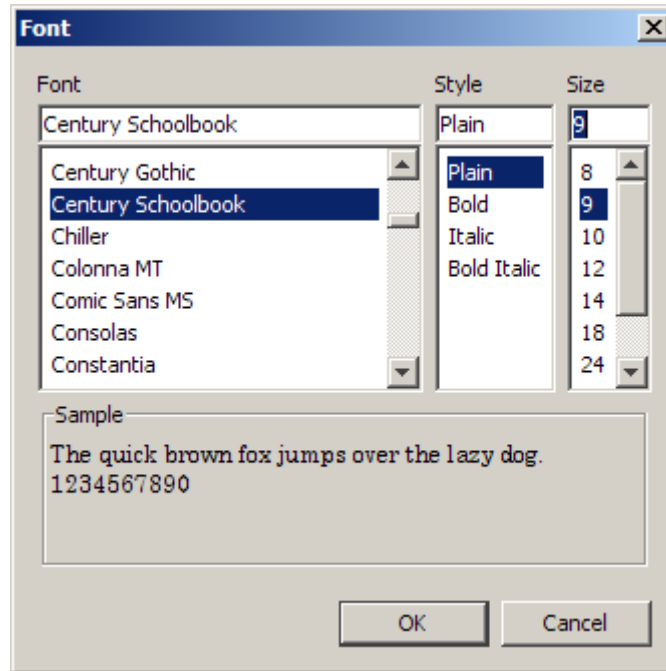 Font
Font
Style
Size
Century Schoolbook
Plain
9
Century Gothic
Century Schoolbook
Chiller
Colonna MT
Comic Sans MS
Consolas
Constantia
Plain
Bold
Italic
Bold Italic
8
9
10
12
14
18
24
Sample
The quick brown fox jumps over the lazy dog.
1234567890
OK
Cancel